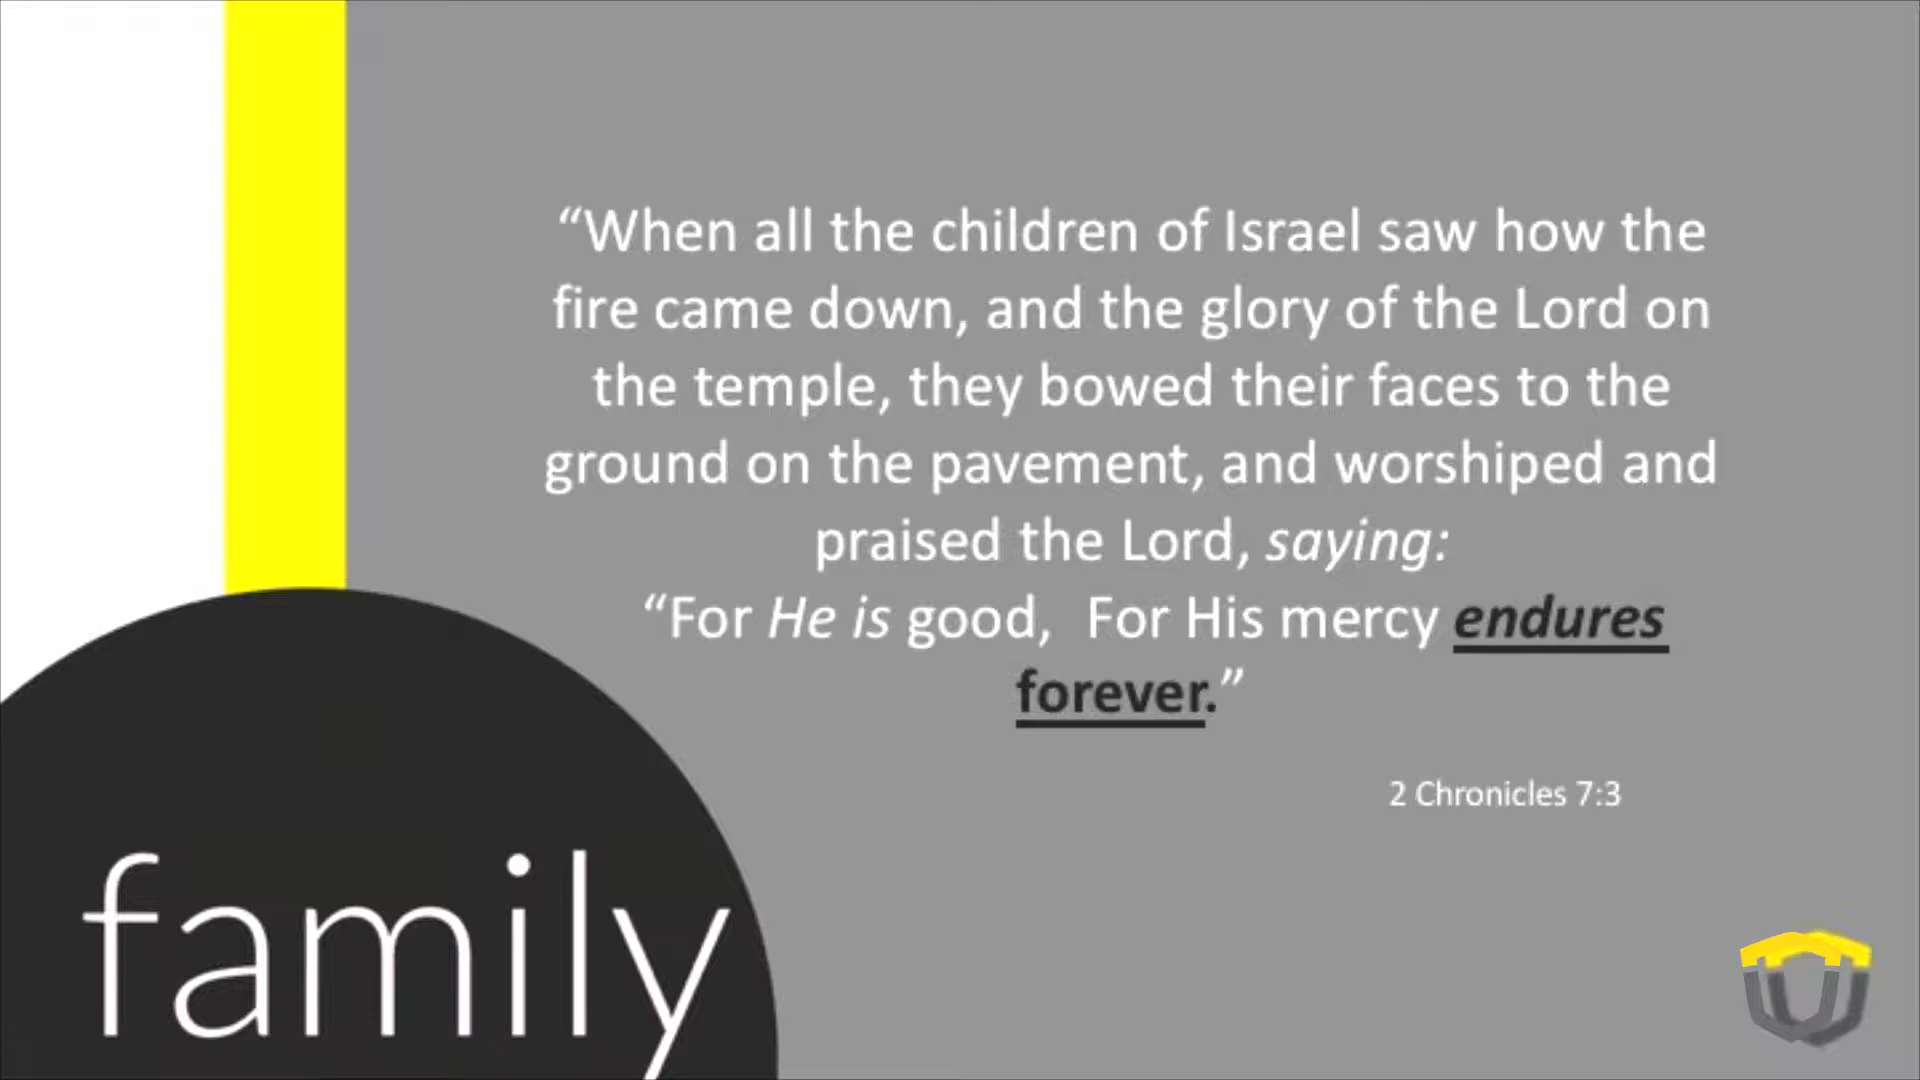 “When all the children of Israel saw how the
fire came down, and the glory of the Lord on
the temple, they bowed their faces to the
ground on the pavement, and worshiped and
praised the Lord, saying:
“For He is good,  For His mercy endures
forever.”
2 Chronicles 7:3
family